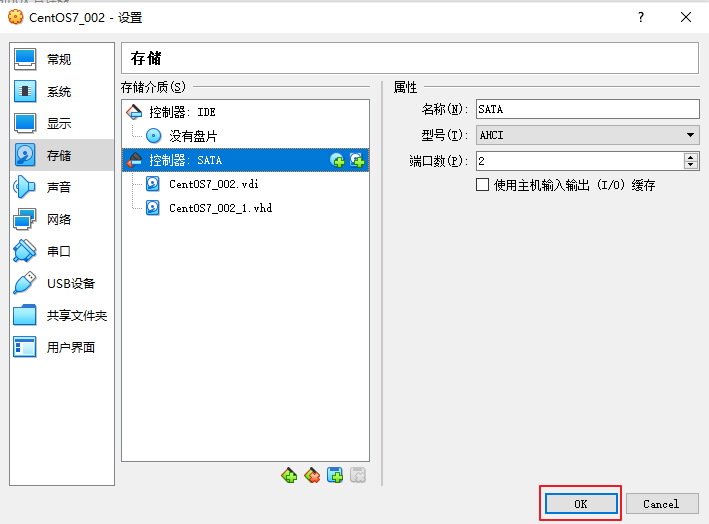 CentOS7_002 - 设置
?
存储
常规
系统
显示
存储
声音
网络
串口
USB设备
共享文件夹
用户界面
存储介质(S)
控制器: IDE
没有盘片
控制器: SATA
CentOS7_002.vdi
CentOS7_002_1.vhd
属性
名称(N): SATA
型号(T): AHCI
端口数(P): 2
使用主机输入输出 (I/O) 缓存
OK
Cancel